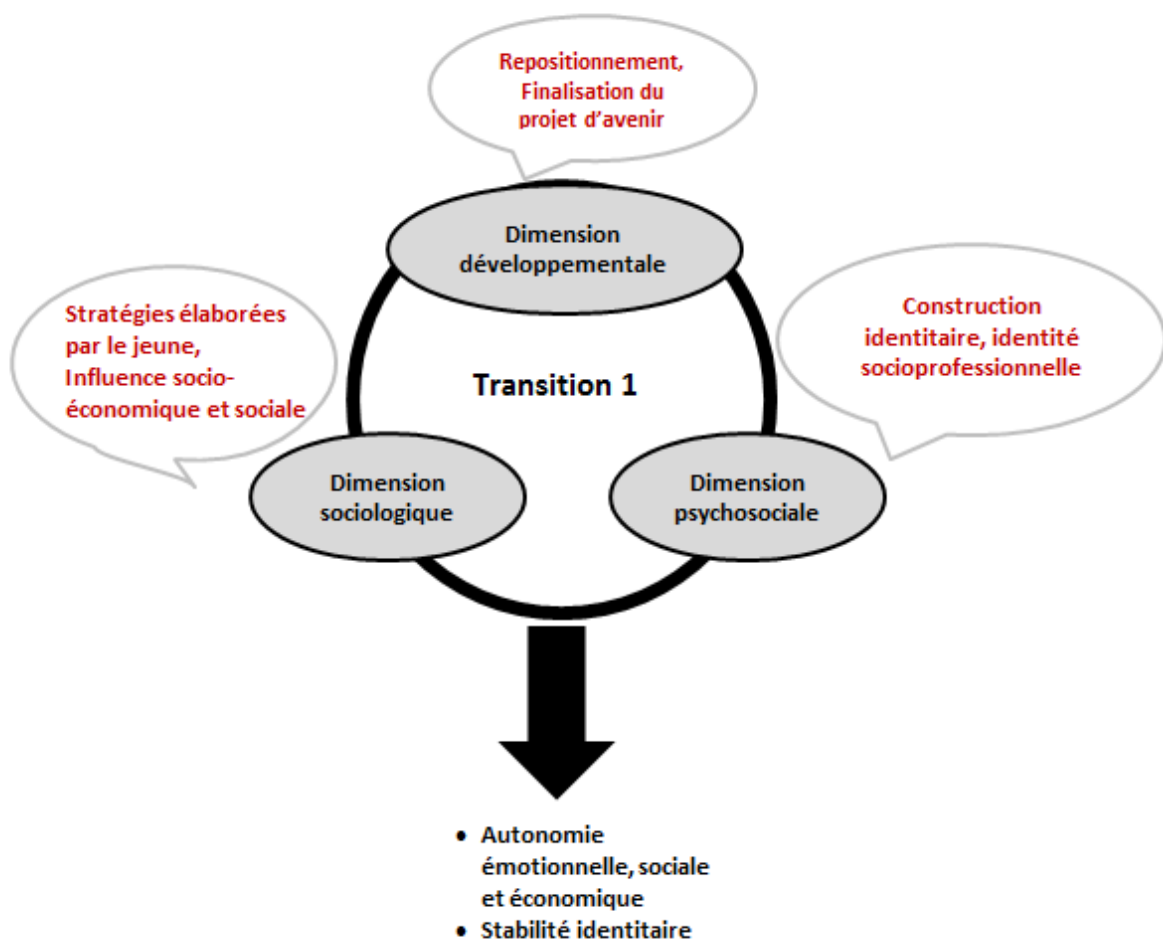 Repositionnement,
Finalisation du
projet d'avenir
Dimension
développementale
Stratégies élaborées
par le jeune,
Influence socio-
économique et sociale
Construction
identitaire, identité
socioprofessionnelle
Transition 1
Dimension
sociologique
Dimension
psychosociale
• Autonomie
émotionnelle, sociale
et économique
• Stabilité identitaire